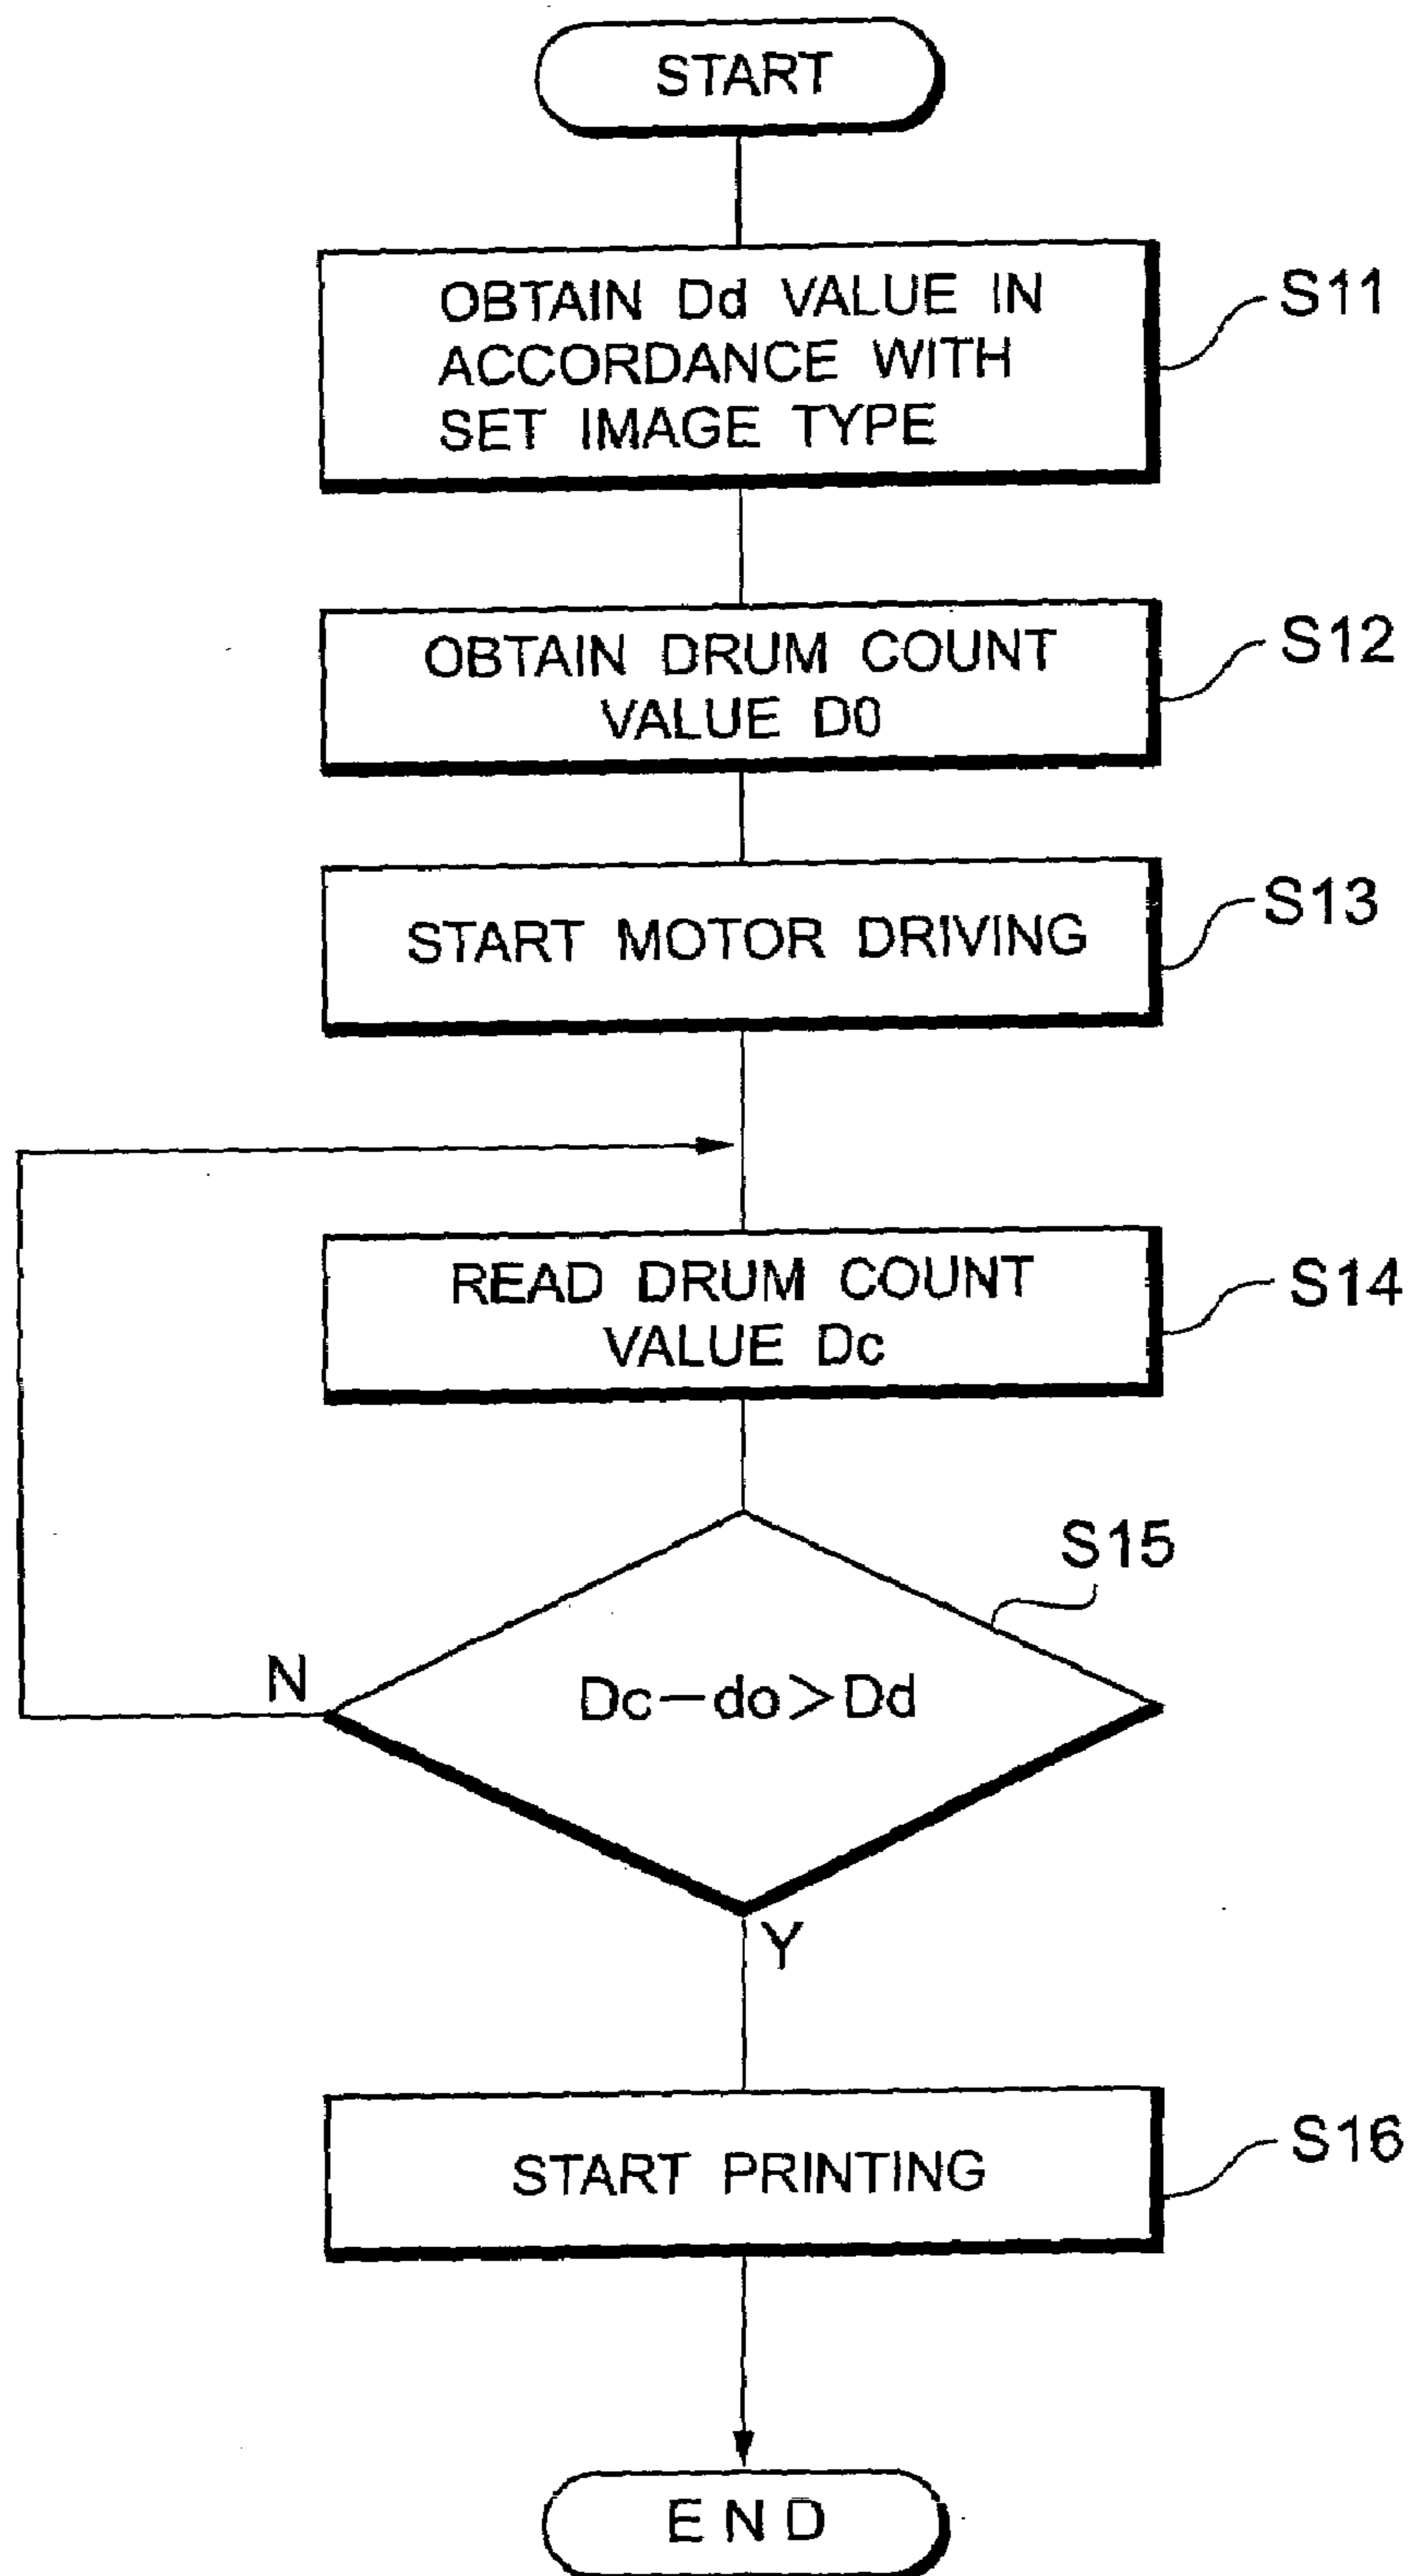 START
OBTAIN Dd VALUE IN
ACCORDANCE WITH
SET IMAGE TYPE
S11
OBTAIN DRUM COUNT
VALUE D0
S12
START MOTOR DRIVING
S13
READ DRUM COUNT
VALUE Dc
S14
S15
N
Dc-do>Dd
Y
START PRINTING
S16
END